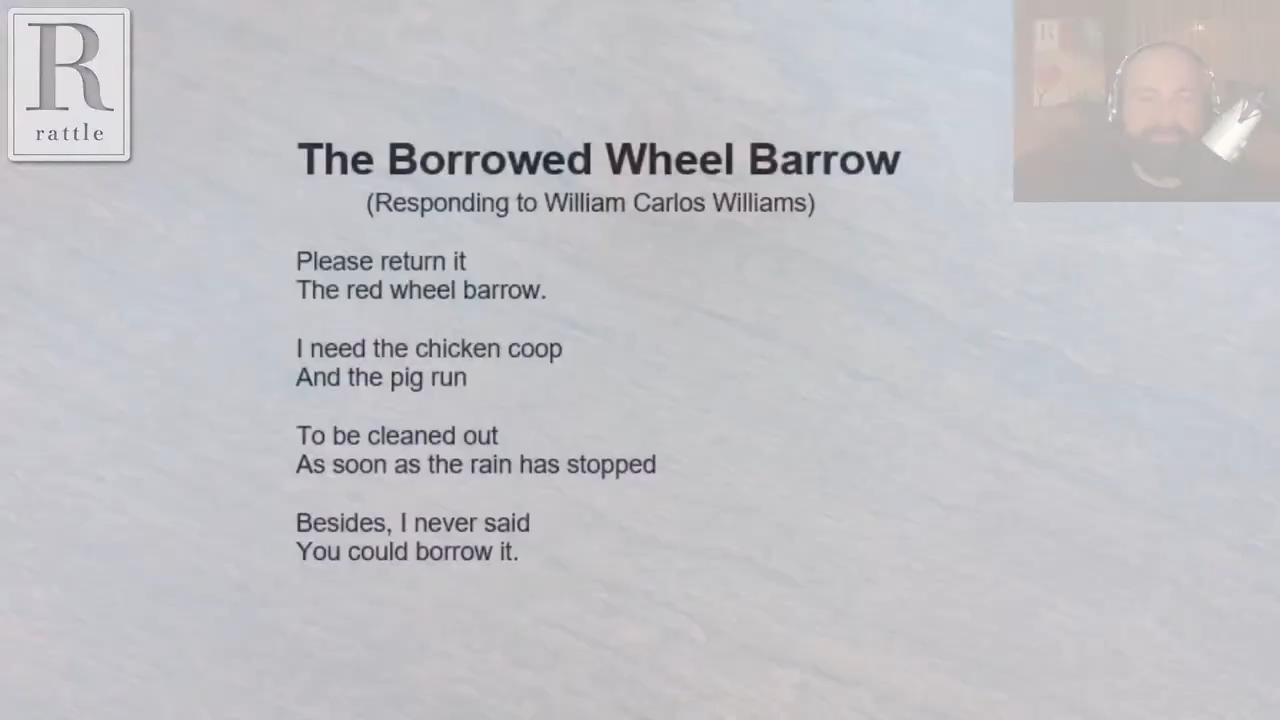 R
rattle
The Borrowed Wheel Barrow
(Responding to William Carlos Williams)
Please return it
The red wheel barrow.
I need the chicken coop
And the pig run
To be cleaned out
As soon as the rain has stopped
Besides, I never said
You could borrow it.